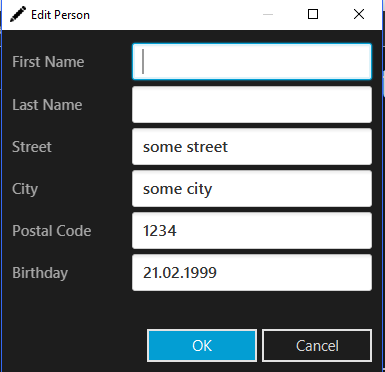 Edit Person
First Name
Last Name
Street some street
City some city
Postal Code 1234
Birthday 21.02.1999
OK Cancel